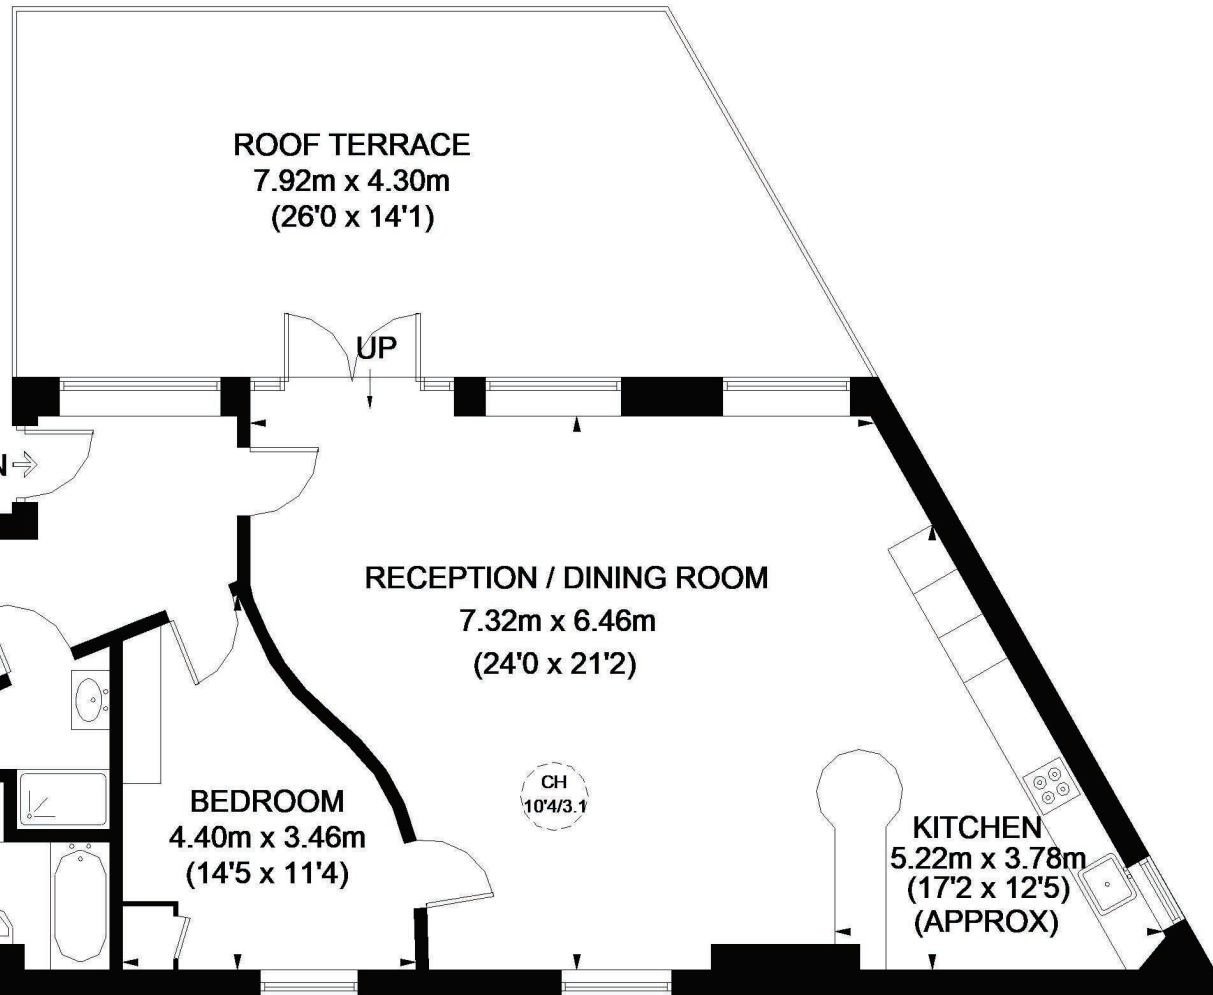 ROOF TERRACE
7.92m x 4.30m
(26'0 x 14'1)
UP
N
RECEPTION / DINING ROOM
7.32m x 6.46m
(24'0 x 21'2)
CH
10'4/3.1
BEDROOM
4.40m x 3.46m
(14'5 x 11'4)
KITCHEN
5.22m x 3.78m
(17'2 x 12'5)
(APPROX)